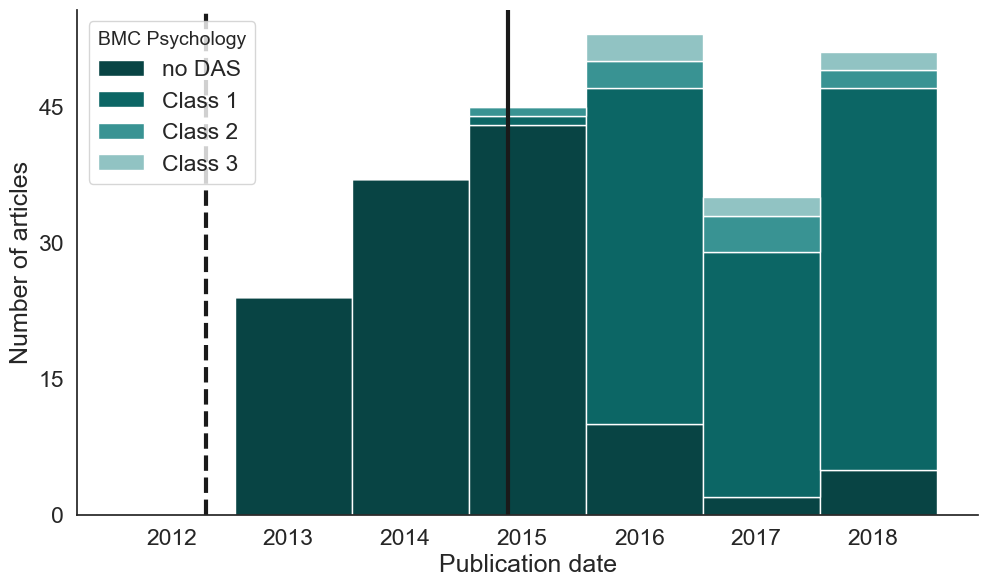 BMC Psychology
no DAS
Class 1
Class 2
Class 3
Number of articles
45
30
15
0
2012 2013 2014 2015 2016 2017 2018
Publication date